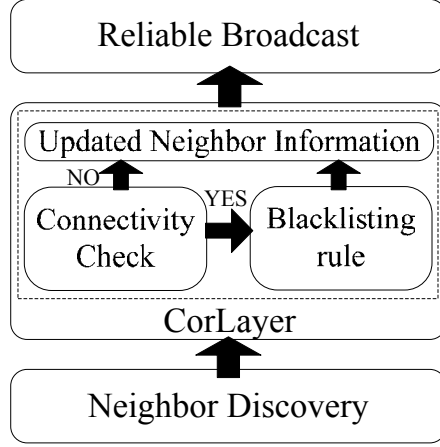 Reliable Broadcast
Updated Neighbor Information
NO
YES
Connectivity
Check
Blacklisting
rule
CorLayer
Neighbor Discovery